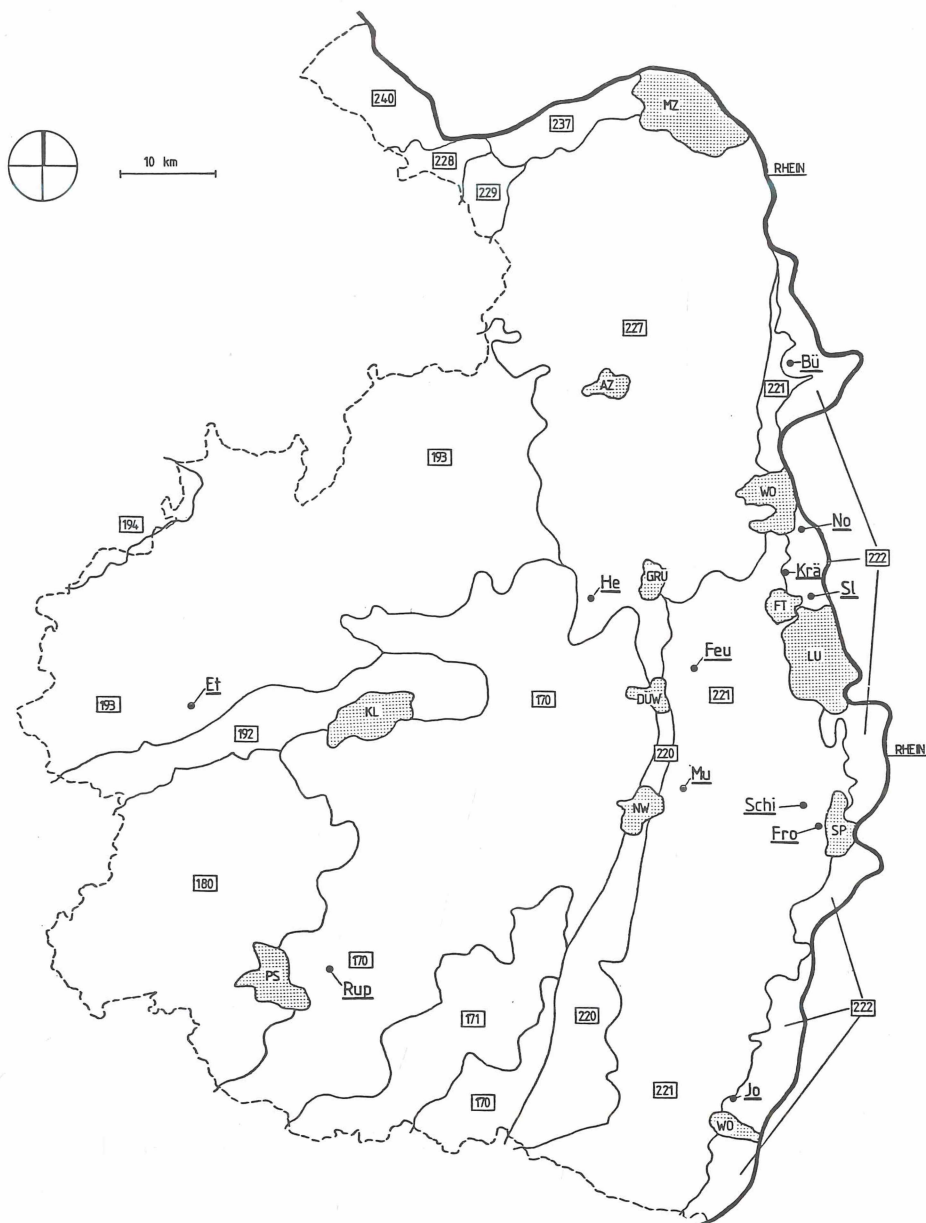 240
MZ
237
10 km
228
RHEIN
229
227
Bü
AZ
221
193
WO
194
No
222
GRÜ
Krä
He
Sl
FT
LU
Feu
Et
DÜW
193
170
221
KL
192
220
RHEIN
Mu
Schi
NW
Fro
SP
180
170
PS
Rup
222
171
220
221
Jo
170
WÖ